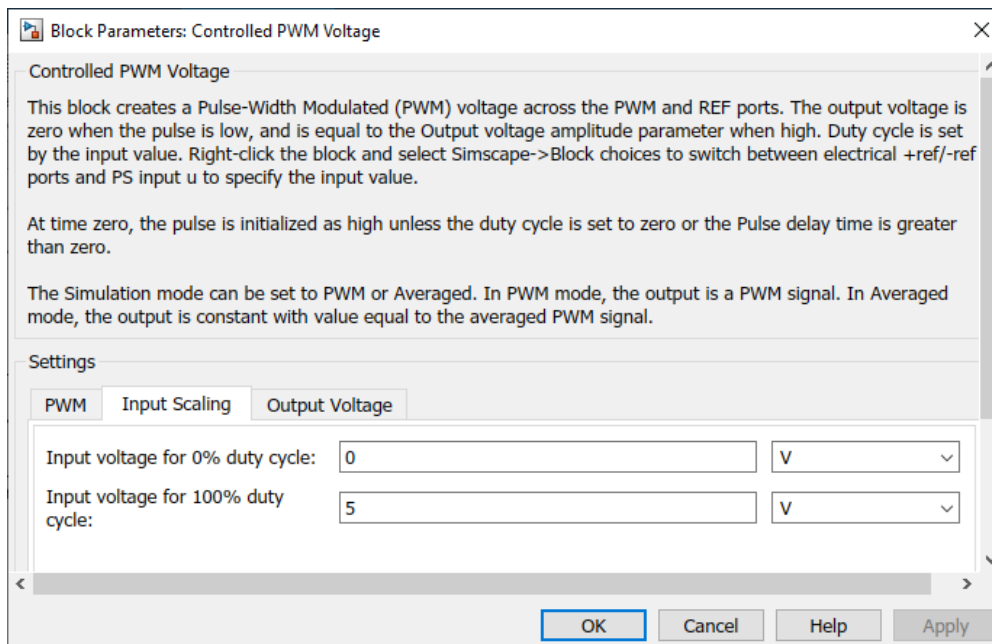 Block Parameters: Controlled PWM Voltage
Controlled PWM Voltage
This block creates a Pulse-Width Modulated (PWM) voltage across the PWM and REF ports. The output voltage is
zero when the pulse is low, and is equal to the Output voltage amplitude parameter when high. Duty cycle is set
by the input value. Right-click the block and select Simscape->Block choices to switch between electrical +ref/-ref
ports and PS input u to specify the input value.
At time zero, the pulse is initialized as high unless the duty cycle is set to zero or the Pulse delay time is greater
than zero.
The Simulation mode can be set to PWM or Averaged. In PWM mode, the output is a PWM signal. In Averaged
mode, the output is constant with value equal to the averaged PWM signal.
Settings
PWM Input Scaling Output Voltage
Input voltage for 0% duty cycle: 0 V
Input voltage for 100% duty
cycle: 5 V
OK Cancel Help Apply